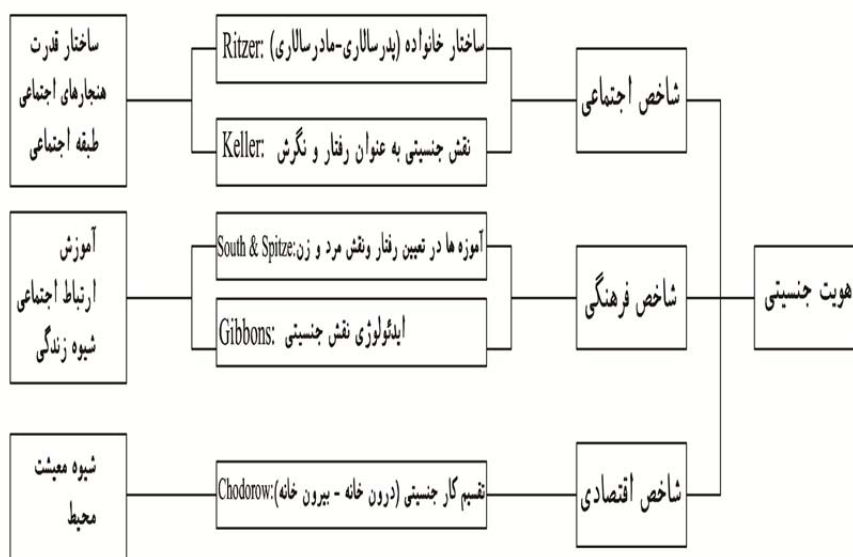 هویت جنسیتی
شاخص اجتماعی
ساختار خانواده (پدرسالاری-مادرسالاری) :Ritzer
نقش جنسیتی به عنوان رفتار و نگرش :Keller
ساختار قدرت
هنجارهای اجتماعی
طبقه اجتماعی
شاخص فرهنگی
آموزه ها در تعیین رفتار ونقش مرد و زن:South & Spitze
ایدئولوژی نقش جنسیتی :Gibbons
آموزش
ارتباط اجتماعی
شیوه زندگی
شاخص اقتصادی
تقسیم کار جنسیتی (درون خانه - بیرون خانه):Chodorow
شیوه معیشت
محیط